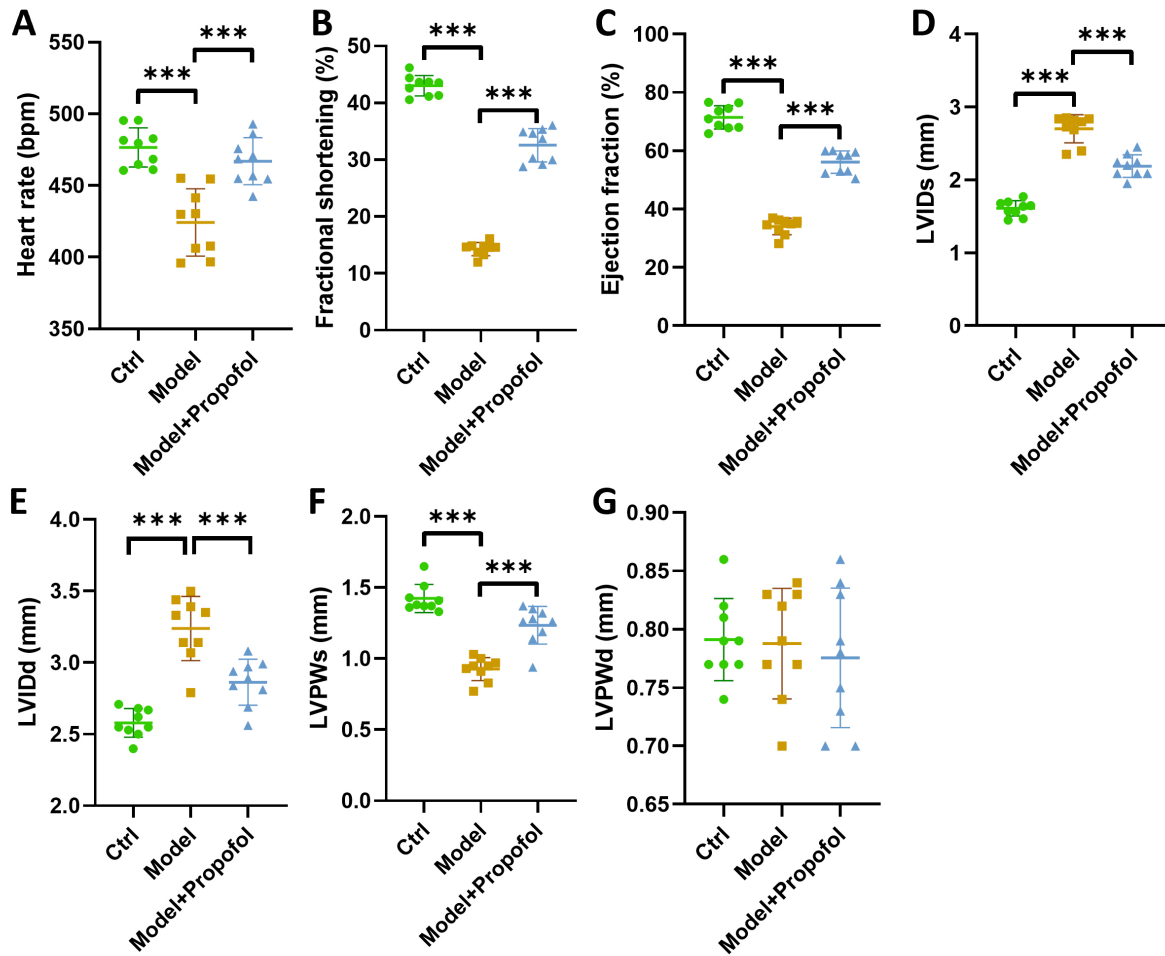 A
Heart rate (bpm)
550
500
450
400
350
***
***
Ctrl
Model
Model+Propofol
B
Fractional shortening (%)
50
40
30
20
10
0
***
***
Ctrl
Model
Model+Propofol
C
Ejection fraction (%)
100
80
60
40
20
0
***
***
Ctrl
Model
Model+Propofol
D
LVIDs (mm)
4
3
2
1
0
***
***
Ctrl
Model
Model+Propofol
E
LVIDd (mm)
4.0
3.5
3.0
2.5
2.0
***
***
Ctrl
Model
Model+Propofol
F
LVPWs (mm)
2.0
1.5
1.0
0.5
0.0
***
***
Ctrl
Model
Model+Propofol
G
LVPWd (mm)
0.90
0.85
0.80
0.75
0.70
0.65
Ctrl
Model
Model+Propofol